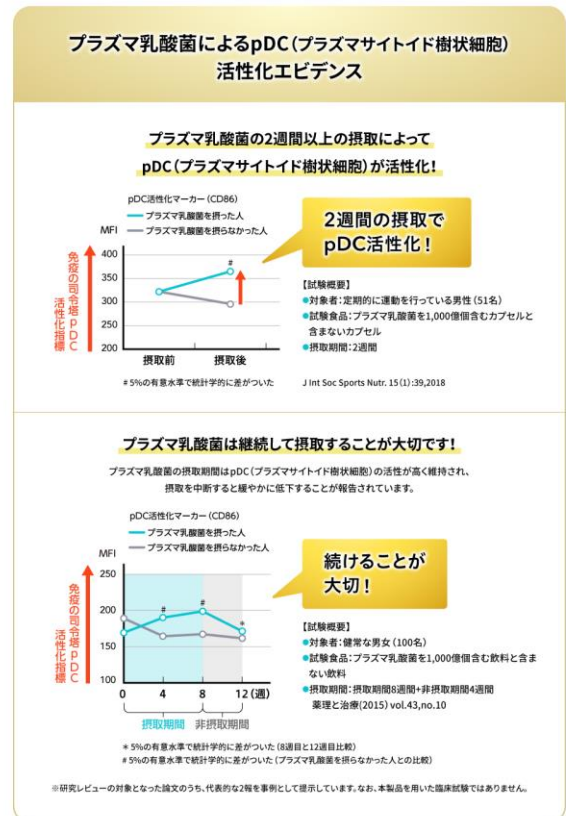 プラズマ乳酸菌によるpDC(プラズマサイトイド樹状細胞)
活性化エビデンス
プラズマ乳酸菌の2週間以上の摂取によって
pDC(プラズマサイトイド樹状細胞)が活性化!
pDC活性化マーカー(CD86)
プラズマ乳酸菌を摂った人
プラズマ乳酸菌を摂らなかった人
MFI
400
350
300
250
200
#
摂取前
摂取後
免疫の司令塔pDC
活性化指標
2週間の摂取で
pDC活性化!
【試験概要】
●対象者:定期的に運動を行っている男性(51名)
●試験食品:プラズマ乳酸菌を1,000億個含むカプセルと
含まないカプセル
●摂取期間:2週間
# 5%の有意水準で統計学的に差がついた
J Int Soc Sports Nutr. 15(1):39,2018
プラズマ乳酸菌は継続して摂取することが大切です!
プラズマ乳酸菌の摂取期間はpDC(プラズマサイトイド樹状細胞)の活性が高く維持され、
摂取を中断すると緩やかに低下することが報告されています。
pDC活性化マーカー(CD86)
プラズマ乳酸菌を摂った人
プラズマ乳酸菌を摂らなかった人
MFI
250
200
150
100
# # *
0 4 8 12(週)
摂取期間 非摂取期間
免疫の司令塔pDC
活性化指標
続けることが
大切!
【試験概要】
●対象者:健常な男女(100名)
●試験食品:プラズマ乳酸菌を1,000億個含む飲料と含ま
ない飲料
●摂取期間:摂取期間8週間+非摂取期間4週間
薬理と治療(2015) vol.43,no.10
* 5%の有意水準で統計学的に差がついた(8週目と12週目比較)
# 5%の有意水準で統計学的に差がついた(プラズマ乳酸菌を摂らなかった人との比較)
※研究レビューの対象となった論文のうち、代表的な2報を事例として提示しています。なお、本製品を用いた臨床試験ではありません。